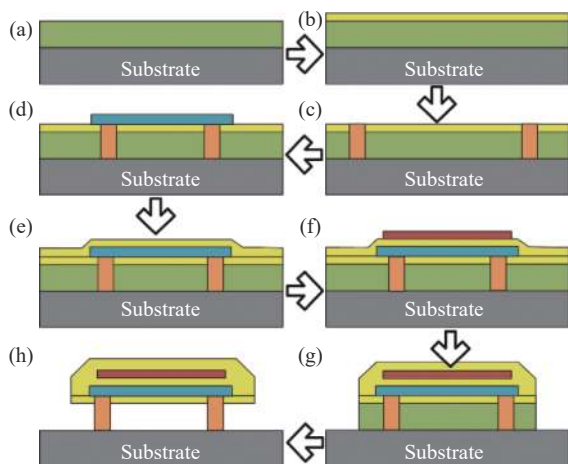 (a)
Substrate
(b)
Substrate
(d)
Substrate
(c)
Substrate
(e)
Substrate
(f)
Substrate
(h)
Substrate
(g)
Substrate